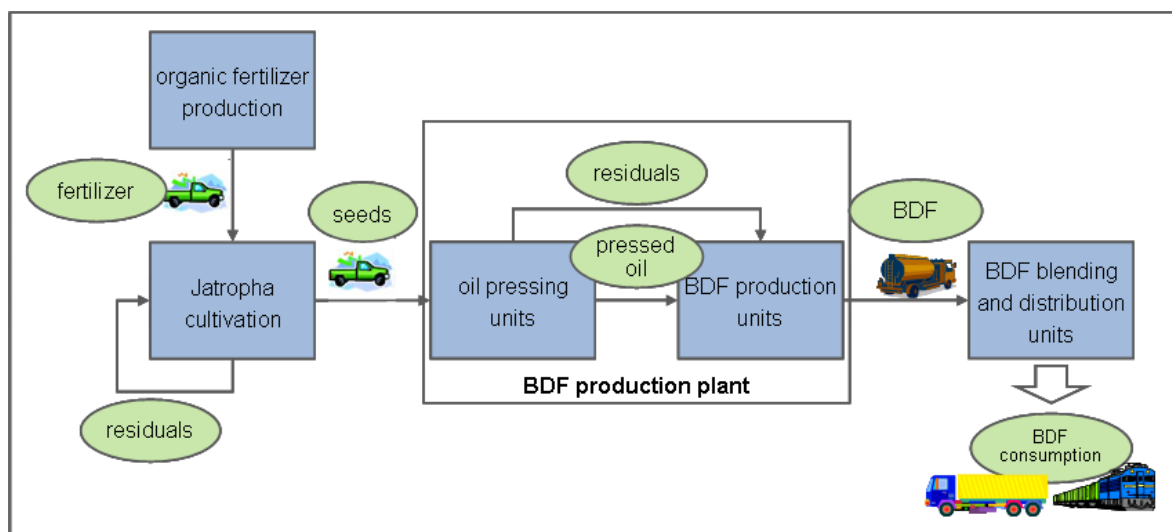 organic fertilizer
production
fertilizer
seeds
residuals
BDF
pressed
oil
Jatropha
cultivation
oil pressing
units
BDF production
units
BDF blending
and distribution
units
BDF production plant
residuals
BDF
consumption